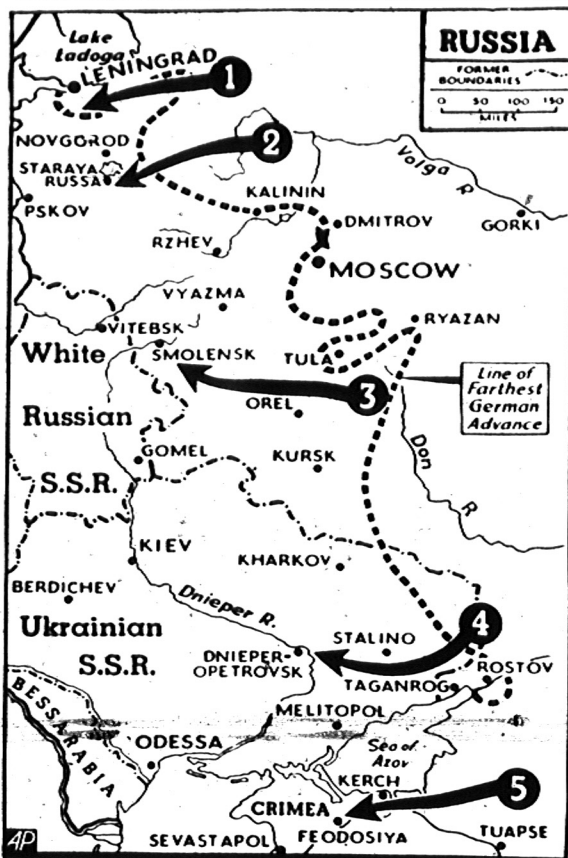 RUSSIA
FORMER
BOUNDARIES
0 50 100 150
MILES
Lake
Ladoga
LENINGRAD
1
NOVGOROD
2
STARAYA
RUSSA
PSKOV
KALININ
Volga R.
DMITROV
GORKI
RZHEV
MOSCOW
VYAZMA
VITEBSK
RYAZAN
White
SMOLENSK
TULA
Line of
Farthest
German
Advance
3
OREL
Russian
GOMEL
KURSK
Don R
S.S.R.
KIEV
KHARKOV
BERDICHEV
Dnieper R.
Ukrainian
S.S.R.
4
STALINO
DNIEPER-
OPETROVSK
ROSTOV
TAGANROG
BESSARABIA
MELITOPOL
ODESSA
Sea of
Azov
KERCH
5
CRIMEA
FEODOSIYA
AP
SEVASTAPOL
TUAPSE